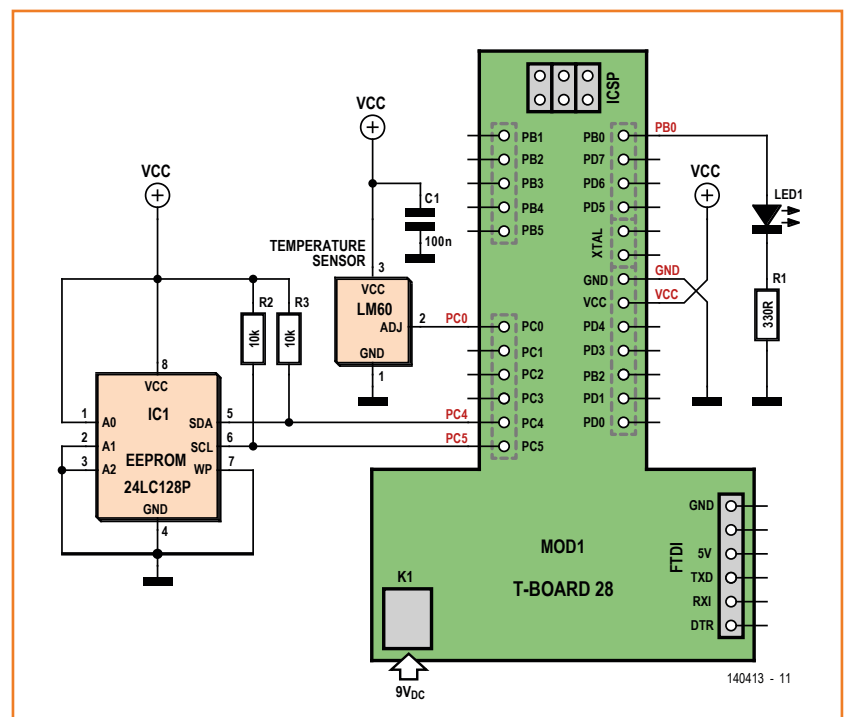 VCC
VCC
VCC
ICSP
PB1
PB2
PB3
PB4
PB5
PB0
PD7
PD6
PD5
XTAL
GND
VCC
PD4
PD3
PB2
PD1
PD0
PB0
GND
VCC
LED1
R1
330R
C1
100n
TEMPERATURE
SENSOR
3
VCC
LM60
ADJ
2
GND
1
PC0
PC0
PC1
PC2
PC3
PC4
PC5
PC4
PC5
R2
10k
R3
10k
8
VCC
IC1
1
A0
2
A1
3
A2
SDA
5
SCL
6
WP
7
EEPROM
24LC128P
GND
4
MOD1
T-BOARD 28
K1
9VDC
FTDI
GND
5V
TXD
RXI
DTR
140413 - 11